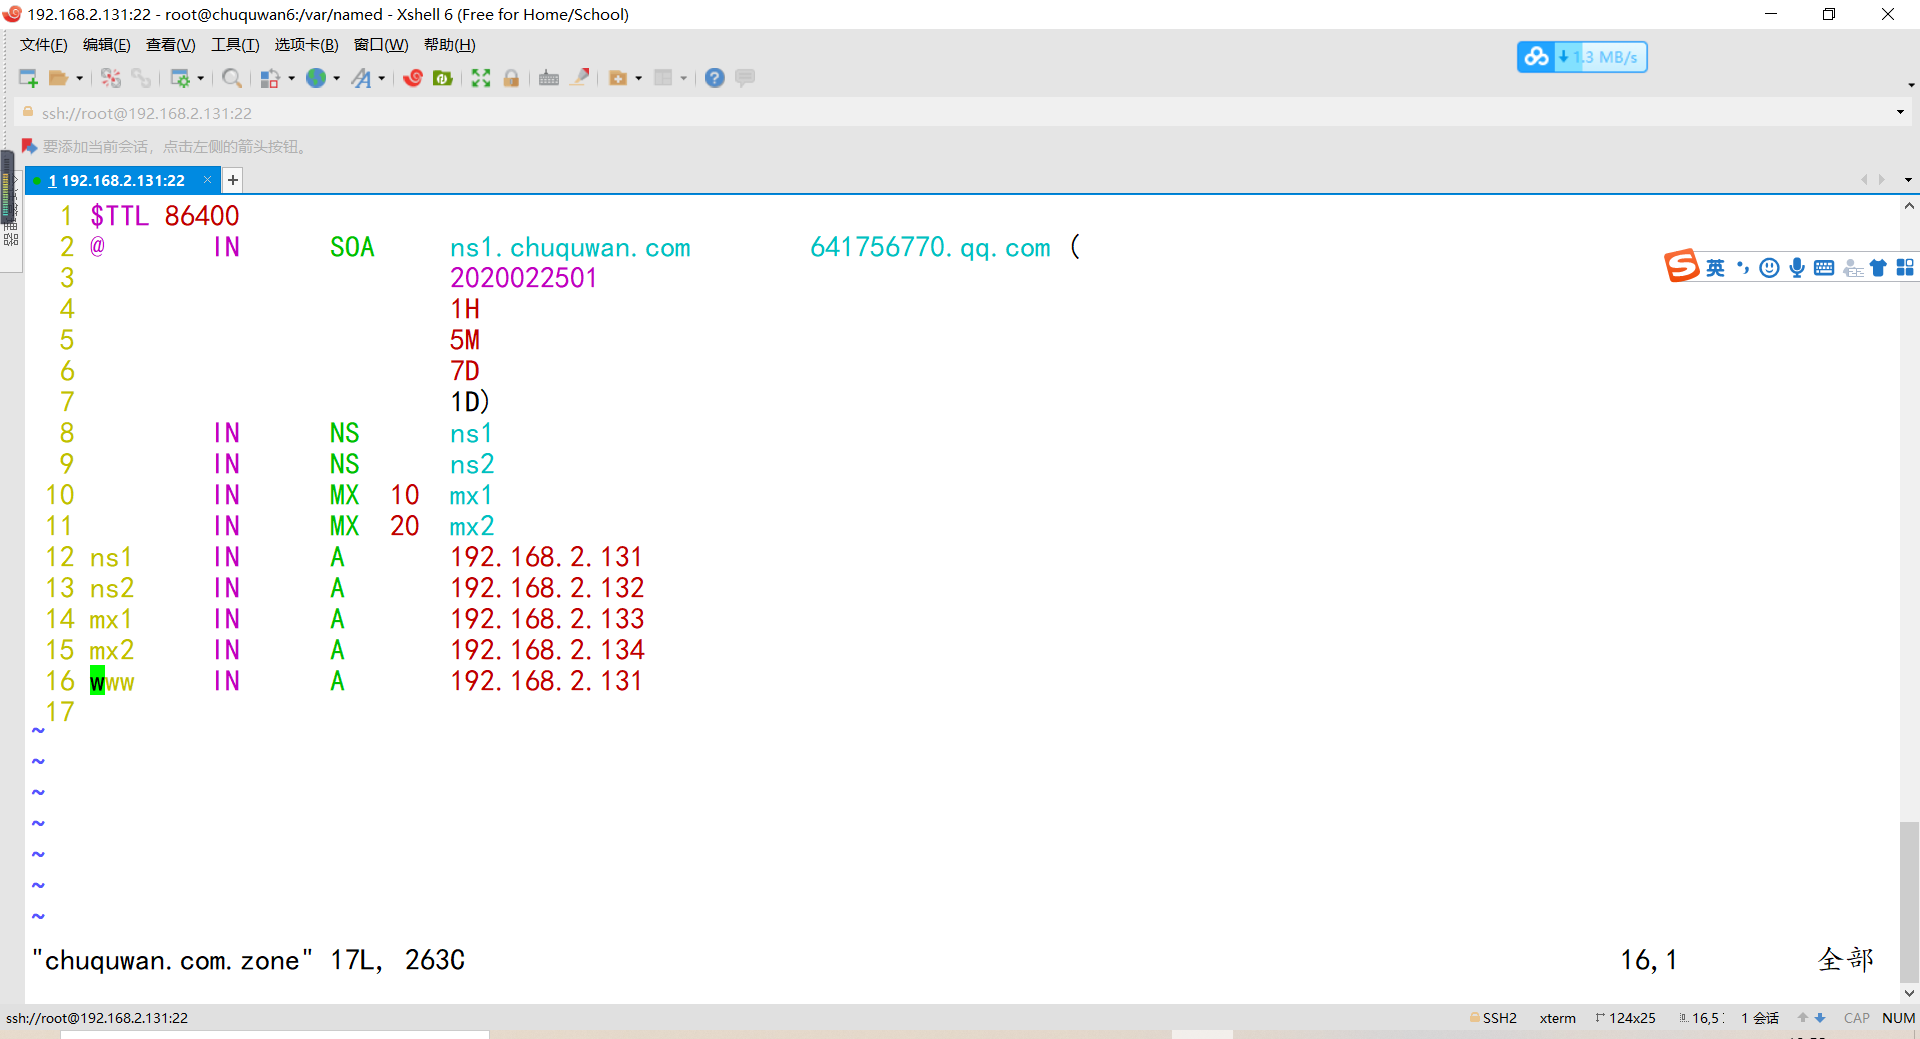 192.168.2.131:22 - root@chuquwan6:/var/named - Xshell 6 (Free for Home/School)
文件(F) 编辑(E) 查看(V) 工具(T) 选项卡(B) 窗口(W) 帮助(H)
1.3 MB/s
ssh://root@192.168.2.131:22
要添加当前会话，点击左侧的箭头按钮。
1 192.168.2.131:22 × +
1 $TTL 86400
2 @ IN SOA ns1.chuquwan.com 641756770.qq.com (
3 2020022501
4 1H
5 5M
6 7D
7 1D)
8 IN NS ns1
9 IN NS ns2
10 IN MX 10 mx1
11 IN MX 20 mx2
12 ns1 IN A 192.168.2.131
13 ns2 IN A 192.168.2.132
14 mx1 IN A 192.168.2.133
15 mx2 IN A 192.168.2.134
16 www IN A 192.168.2.131
17
~
~
~
~
~
~
~
"chuquwan.com.zone" 17L, 263C 16,1 全部
英
ssh://root@192.168.2.131:22 SSH2 xterm 124x25 16,5 1 会话 CAP NUM